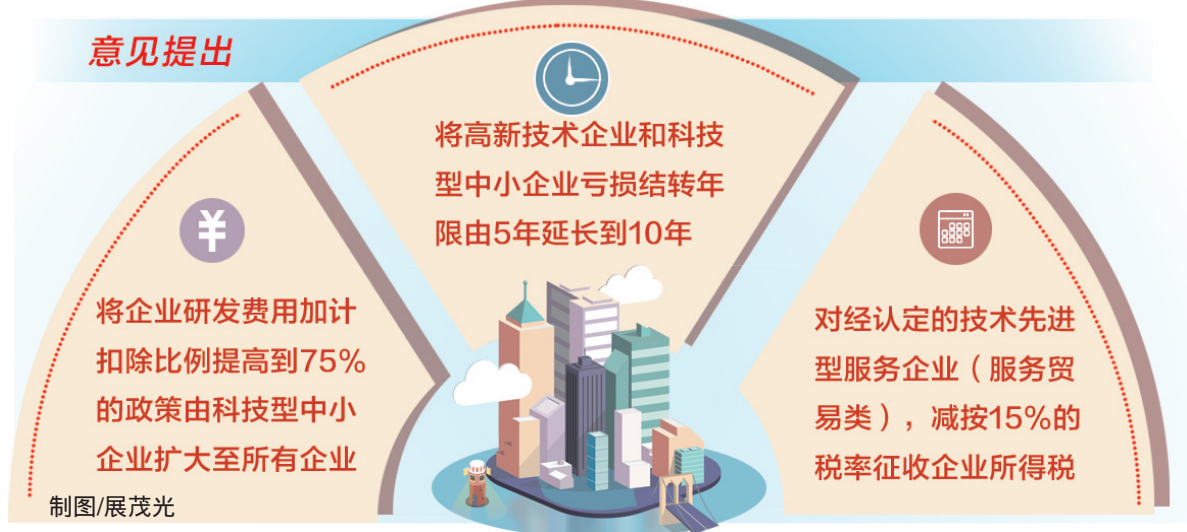 意见提出
将企业研发费用加计
扣除比例提高到75%
的政策由科技型中小
企业扩大至所有企业
将高新技术企业和科技
型中小企业亏损结转年
限由5年延长到10年
对经认定的技术先进
型服务企业（服务贸
易类），减按15%的
税率征收企业所得税
制图/展茂光